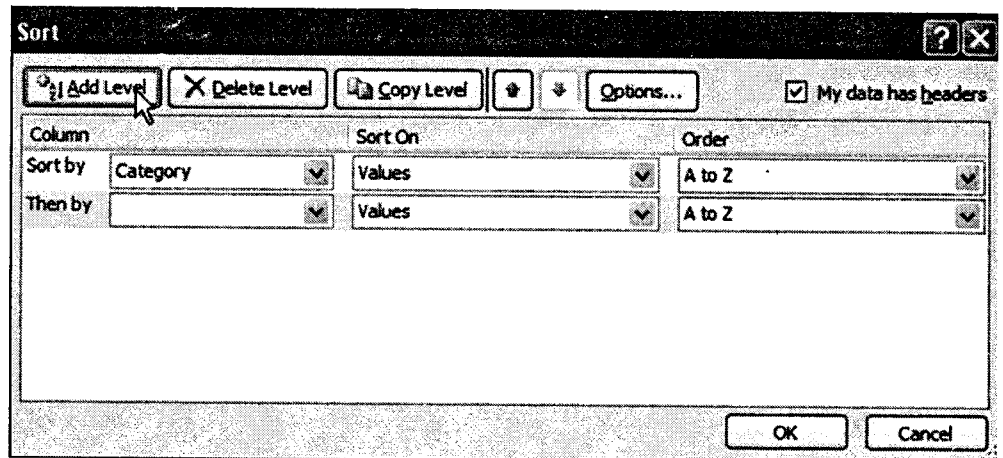 Sort
Add Level Delete Level Copy Level Options... My data has headers
Column Sort On Order
Sort by Category Values A to Z
Then by Values A to Z
OK Cancel